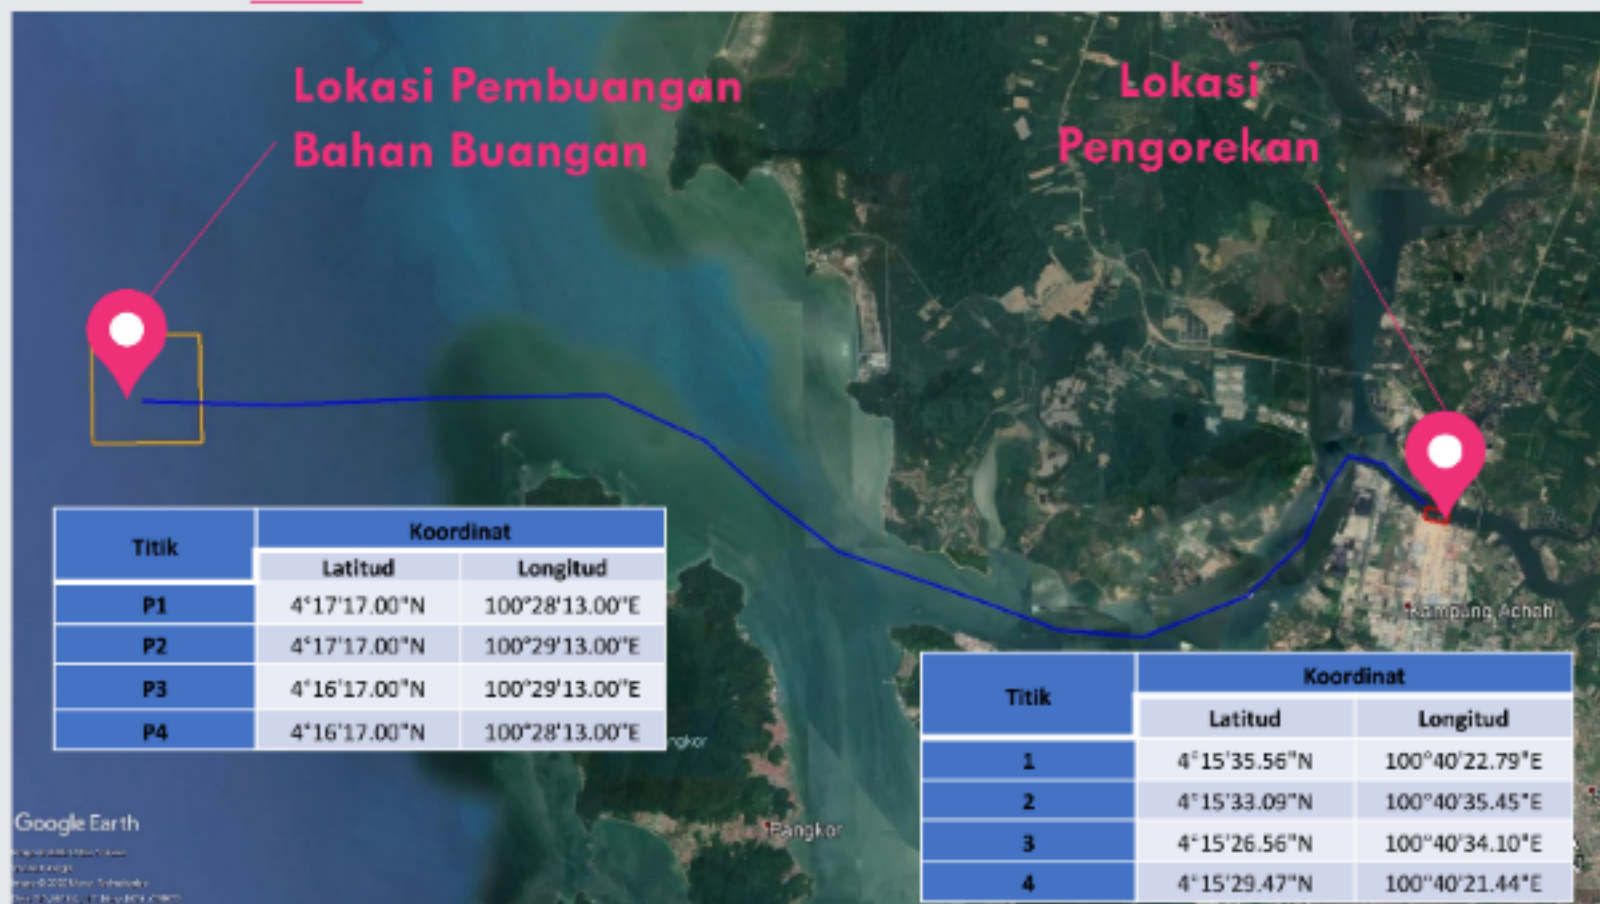 Lokasi Pembuangan
Bahan Buangan
Lokasi
Pengorekan
Titik Koordinat
Latitud Longitud
P1 4°17'17.00"N 100°28'13.00"E
P2 4°17'17.00"N 100°29'13.00"E
P3 4°16'17.00"N 100°29'13.00"E
P4 4°16'17.00"N 100°28'13.00"E
Kampung Acheh
Titik Koordinat
Latitud Longitud
1 4°15'35.56"N 100°40'22.79"E
2 4°15'33.09"N 100°40'35.45"E
3 4°15'26.56"N 100°40'34.10"E
4 4°15'29.47"N 100°40'21.44"E
ngkor
Pangkor
Google Earth